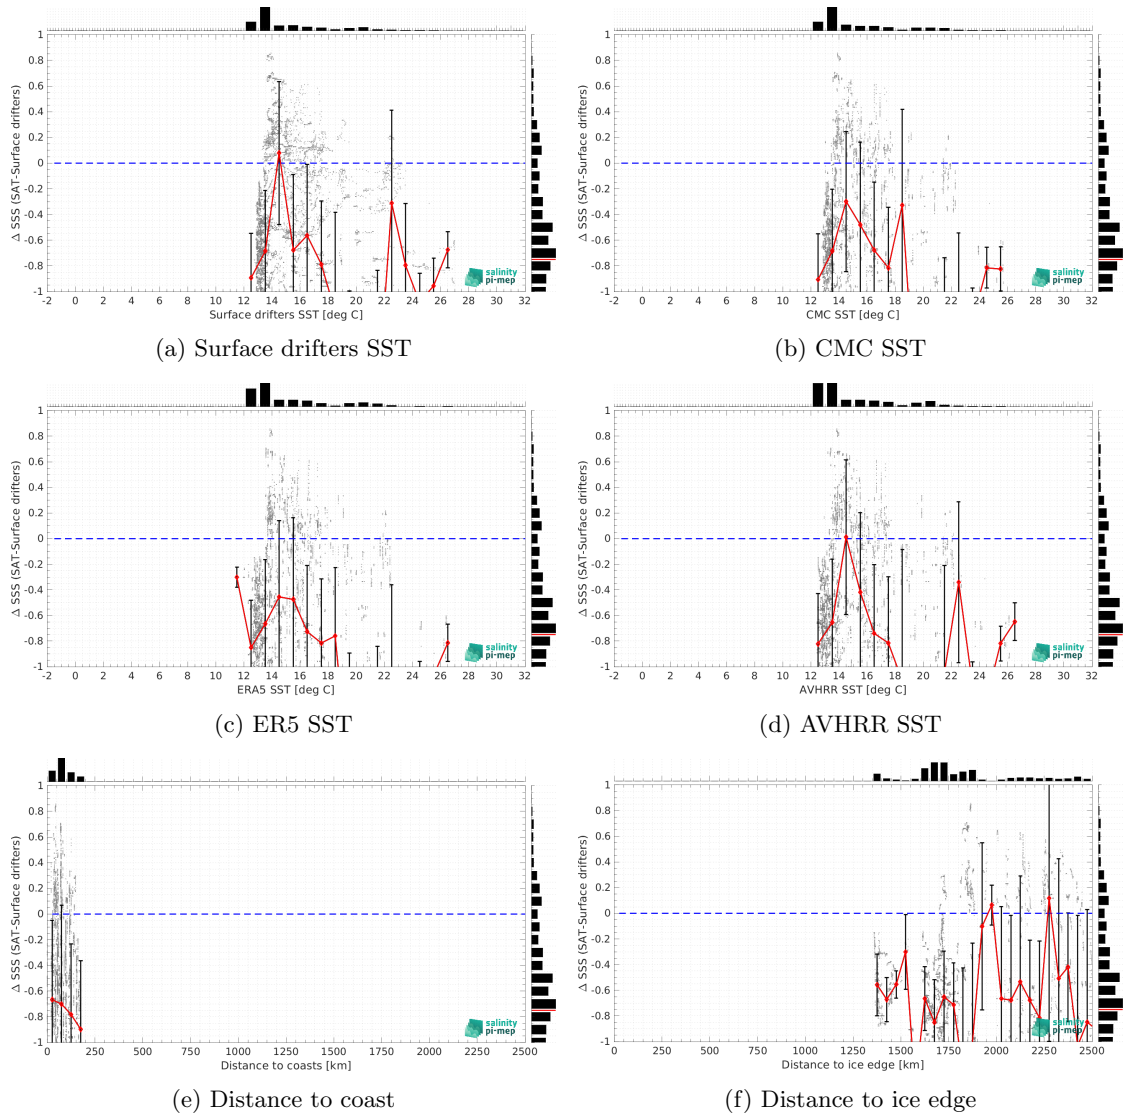 1
0.8
0.6
0.4
0.2
0
-0.2
-0.4
-0.6
-0.8
-1
Δ SSS (SAT-Surface drifters)
-2 0 2 4 6 8 10 12 14 16 18 20 22 24 26 28 30 32
Surface drifters SST [deg C]
salinity
pi-mep
(a) Surface drifters SST
1
0.8
0.6
0.4
0.2
0
-0.2
-0.4
-0.6
-0.8
-1
Δ SSS (SAT-Surface drifters)
-2 0 2 4 6 8 10 12 14 16 18 20 22 24 26 28 30 32
CMC SST [deg C]
salinity
pi-mep
(b) CMC SST
1
0.8
0.6
0.4
0.2
0
-0.2
-0.4
-0.6
-0.8
-1
Δ SSS (SAT-Surface drifters)
-2 0 2 4 6 8 10 12 14 16 18 20 22 24 26 28 30 32
ERA5 SST [deg C]
salinity
pi-mep
(c) ER5 SST
1
0.8
0.6
0.4
0.2
0
-0.2
-0.4
-0.6
-0.8
-1
Δ SSS (SAT-Surface drifters)
-2 0 2 4 6 8 10 12 14 16 18 20 22 24 26 28 30 32
AVHRR SST [deg C]
salinity
pi-mep
(d) AVHRR SST
1
0.8
0.6
0.4
0.2
0
-0.2
-0.4
-0.6
-0.8
-1
Δ SSS (SAT-Surface drifters)
0 250 500 750 1000 1250 1500 1750 2000 2250 2500
Distance to coasts [km]
salinity
pi-mep
(e) Distance to coast
1
0.8
0.6
0.4
0.2
0
-0.2
-0.4
-0.6
-0.8
-1
Δ SSS (SAT-Surface drifters)
0 250 500 750 1000 1250 1500 1750 2000 2250 2500
Distance to ice edge [km]
salinity
pi-mep
(f) Distance to ice edge